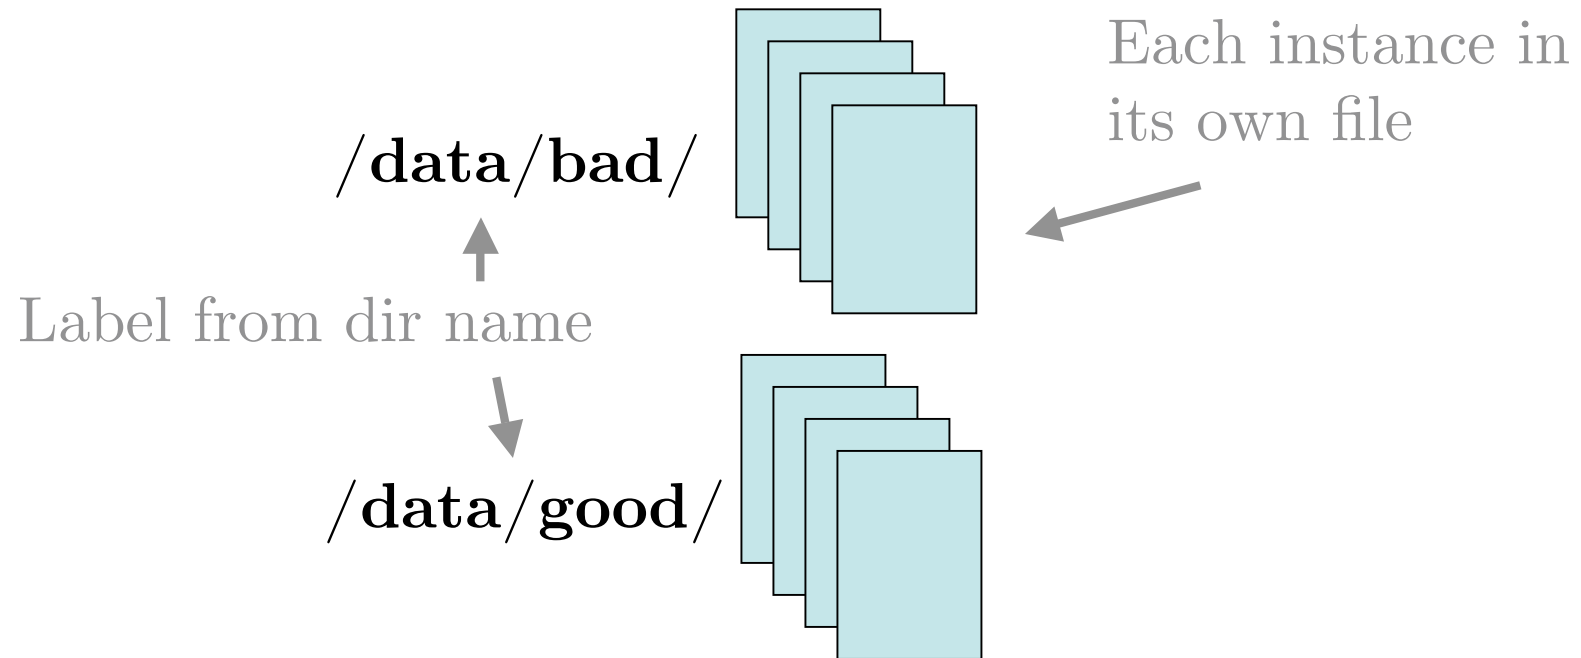 Each instance in
its own file
/data/bad/
Label from dir name
/data/good/